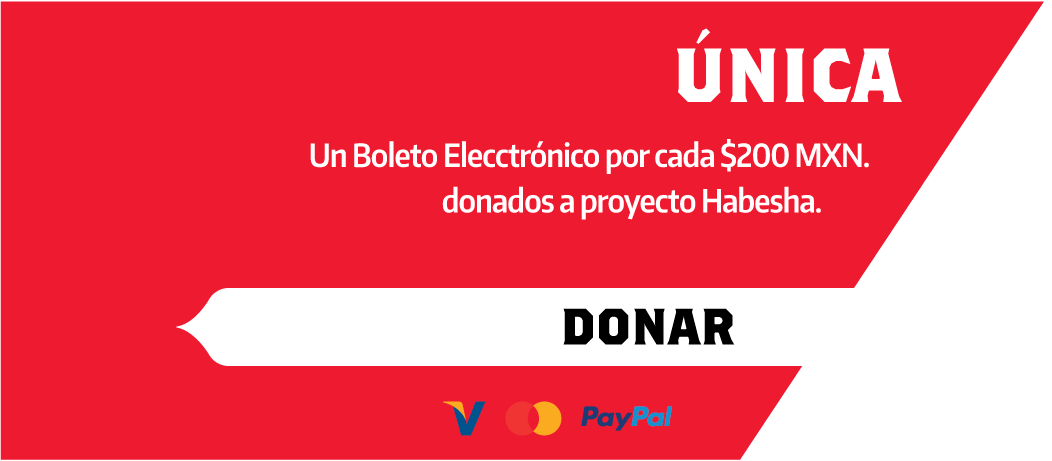 ÚNICA
Un Boleto Elecctrónico por cada $200 MXN.
donados a proyecto Habesha.
DONAR
V PayPal